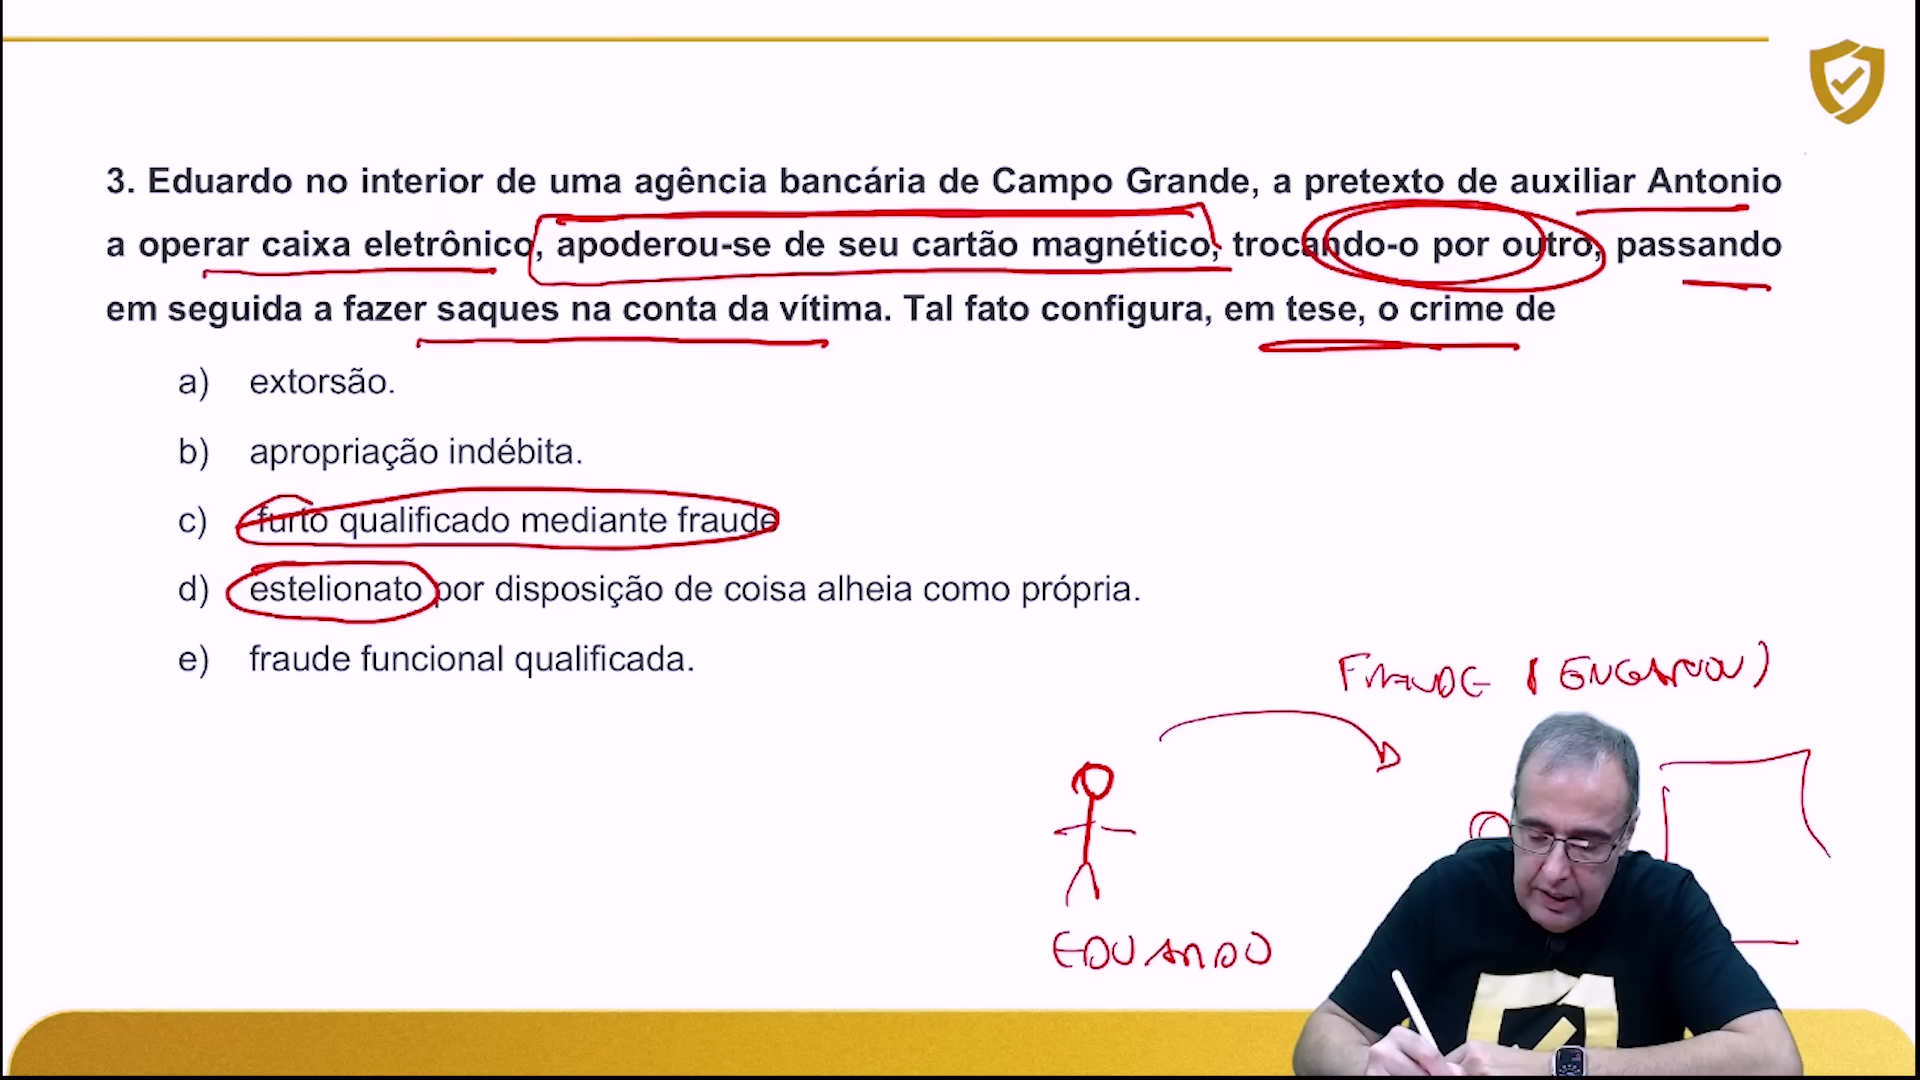 3. Eduardo no interior de uma agência bancária de Campo Grande, a pretexto de auxiliar Antonio
a operar caixa eletrônico, apoderou-se de seu cartão magnético, trocando-o por outro, passando
em seguida a fazer saques na conta da vítima. Tal fato configura, em tese, o crime de
a) extorsão.
b) apropriação indébita.
c) furto qualificado mediante fraude
d) estelionato por disposição de coisa alheia como própria.
e) fraude funcional qualificada.
FRAUDE (ENGANOU)
EDUARDO